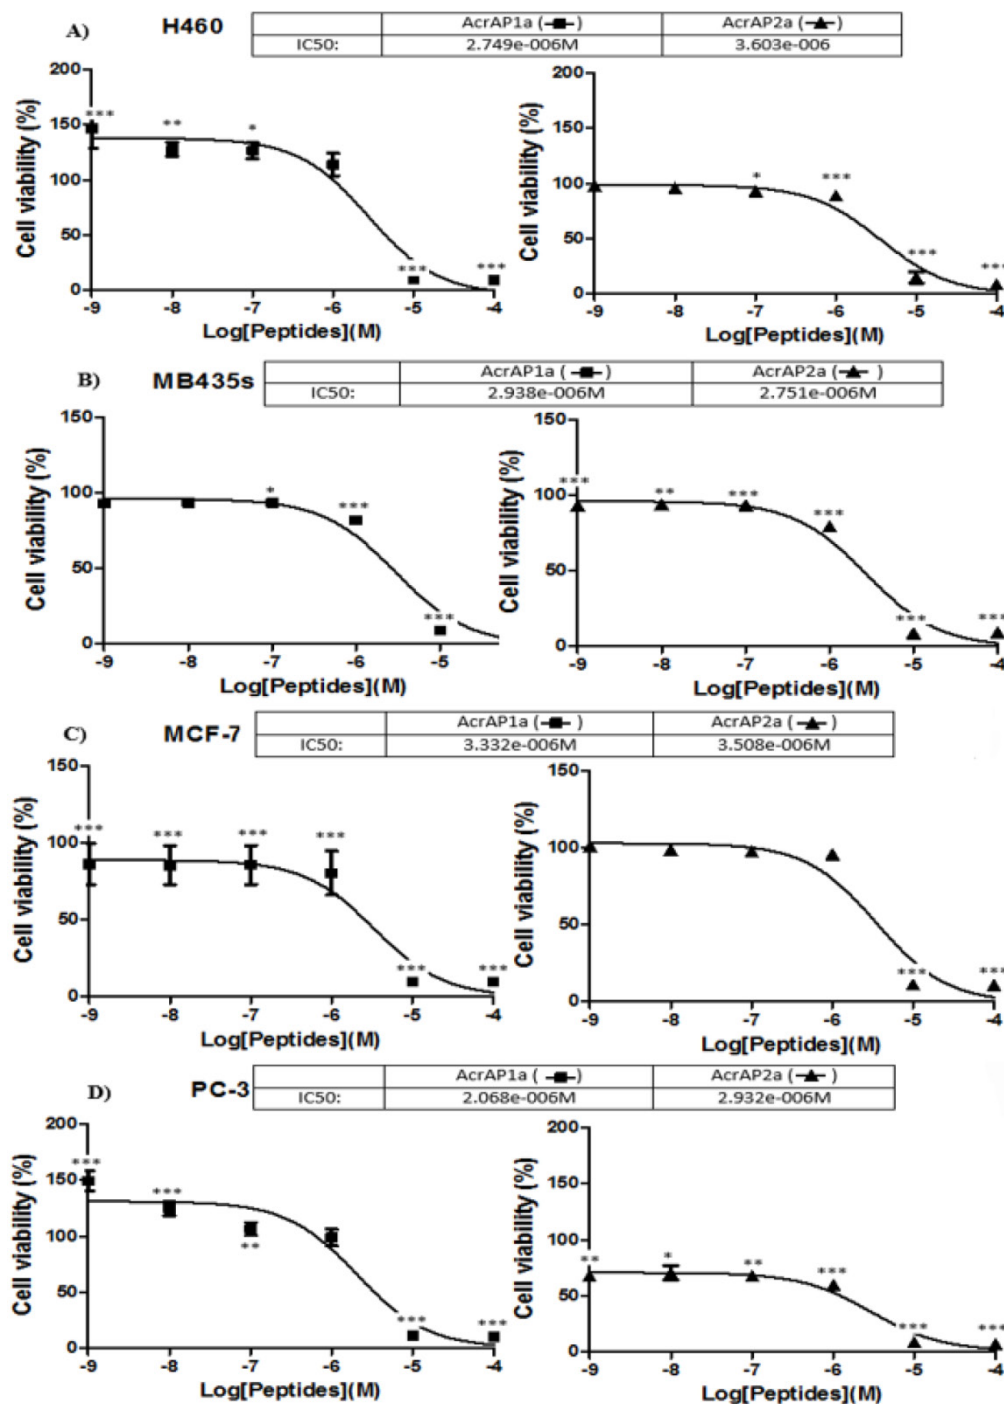 A) H460
AcrAP1a ( ■ ) AcrAP2a ( ▲ )
IC50: 2.749e-006M 3.603e-006
Cell viability (%)
200
150
100
50
0
*** ** * *** ***
-9 -8 -7 -6 -5 -4
Log[Peptides](M)
Cell viability (%)
200
150
100
50
0
* *** *** ***
-9 -8 -7 -6 -5 -4
Log[Peptides](M)
B) MB435s
AcrAP1a ( ■ ) AcrAP2a ( ▲ )
IC50: 2.938e-006M 2.751e-006M
Cell viability (%)
150
100
50
0
* *** ***
-9 -8 -7 -6 -5
Log[Peptides](M)
Cell viability (%)
150
100
50
0
*** ** *** *** *** ***
-9 -8 -7 -6 -5 -4
Log[Peptides](M)
C) MCF-7
AcrAP1a ( ■ ) AcrAP2a ( ▲ )
IC50: 3.332e-006M 3.508e-006M
Cell viability (%)
150
100
50
0
*** *** *** *** *** ***
-9 -8 -7 -6 -5 -4
Log[Peptides](M)
Cell viability (%)
150
100
50
0
*** ***
-9 -8 -7 -6 -5 -4
Log[Peptides](M)
D) PC-3
AcrAP1a ( ■ ) AcrAP2a ( ▲ )
IC50: 2.068e-006M 2.932e-006M
Cell viability (%)
200
150
100
50
0
*** *** ** *** ***
-9 -8 -7 -6 -5 -4
Log[Peptides](M)
Cell viability (%)
200
150
100
50
0
** * ** *** *** ***
-9 -8 -7 -6 -5 -4
Log[Peptides](M)